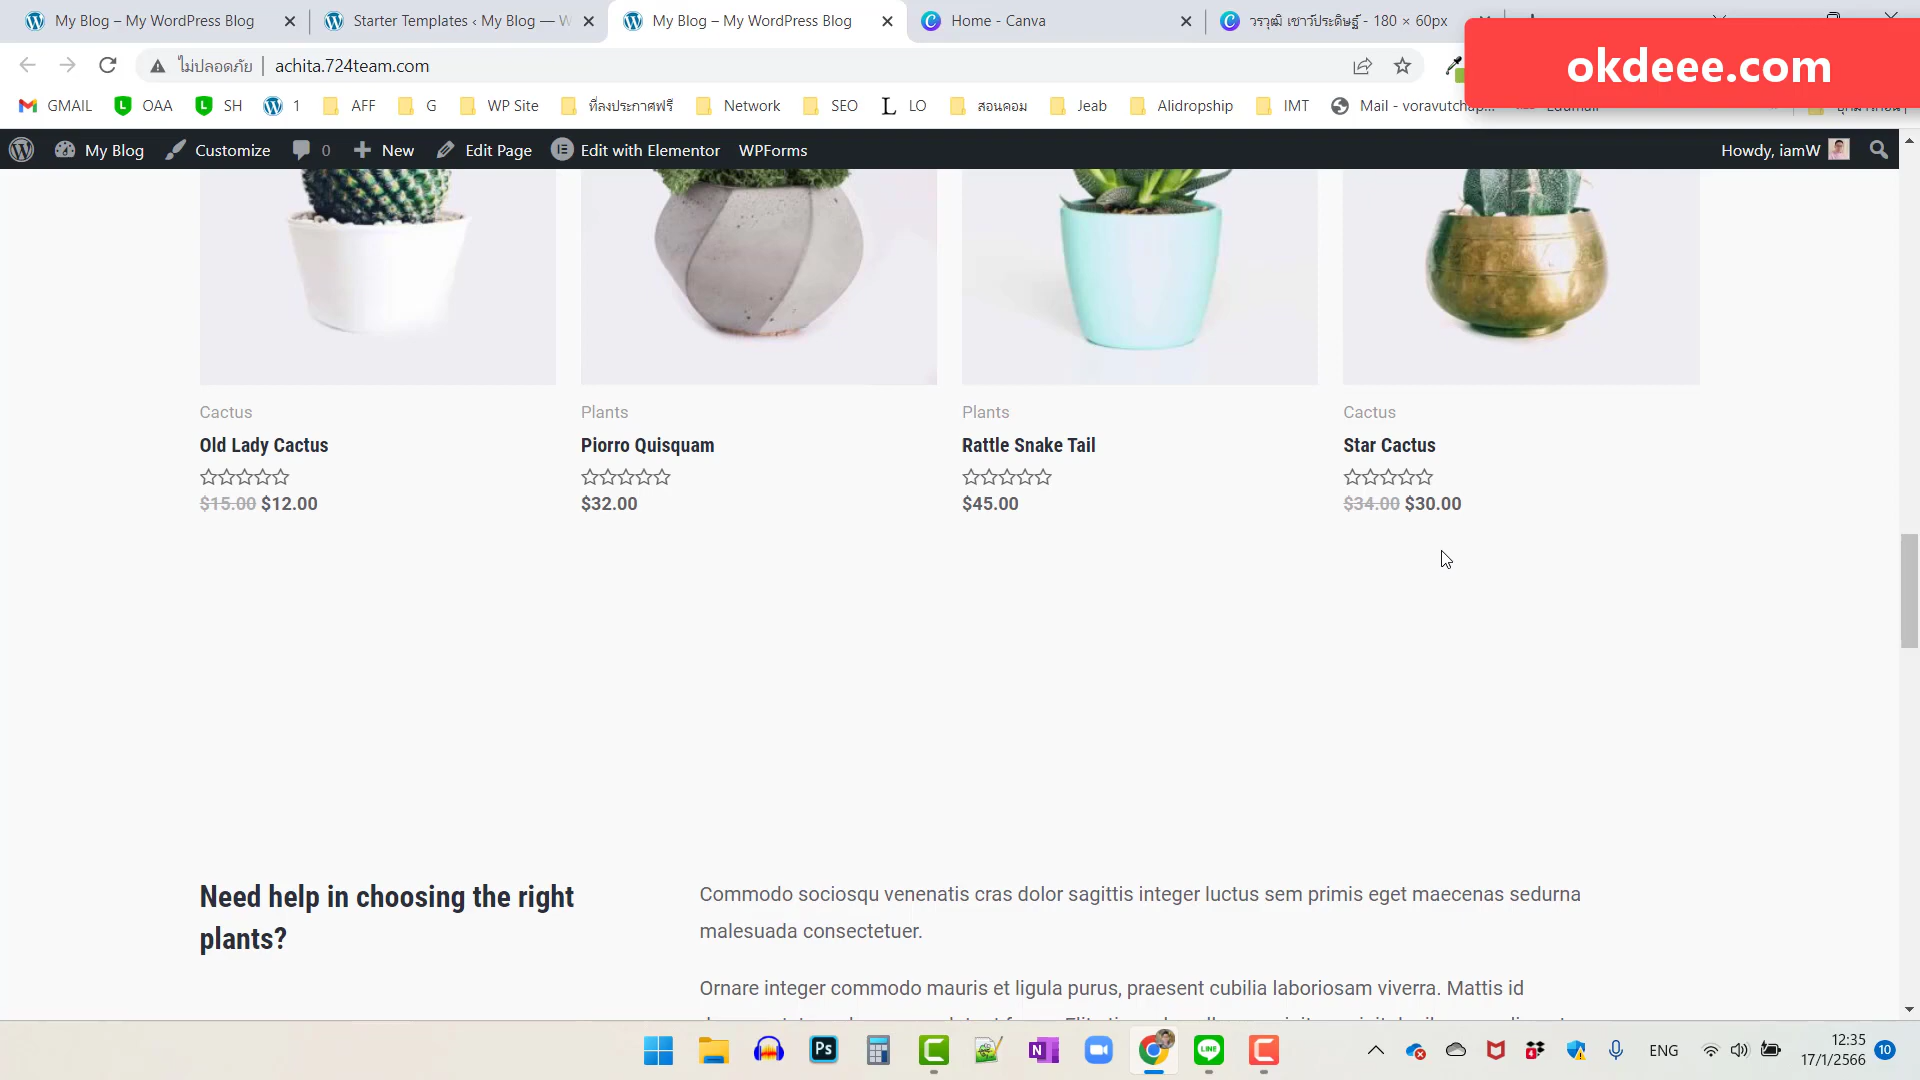 My Blog – My WordPress Blog
Starter Templates ‹ My Blog — W
My Blog – My WordPress Blog
Home - Canva
วรวุฒิ เชาว์ประดิษฐ์ - 180 × 60px
okdeee.com
ไม่ปลอดภัย
achita.724team.com
GMAIL
OAA
SH
1
AFF
G
WP Site
ที่ลงประกาศฟรี
Network
SEO
LO
สอนคอม
Jeab
Alidropship
IMT
Mail - voravutchap...
My Blog
Customize
0
New
Edit Page
Edit with Elementor
WPForms
Howdy, iamW
Cactus
Old Lady Cactus
$15.00 $12.00
Plants
Piorro Quisquam
$32.00
Plants
Rattle Snake Tail
$45.00
Cactus
Star Cactus
$34.00 $30.00
Need help in choosing the right
plants?
Commodo sociosqu venenatis cras dolor sagittis integer luctus sem primis eget maecenas sedurna
malesuada consectetuer.
Ornare integer commodo mauris et ligula purus, praesent cubilia laboriosam viverra. Mattis id
Ps
N
LINE
4
ENG
12:35
17/1/2566
10